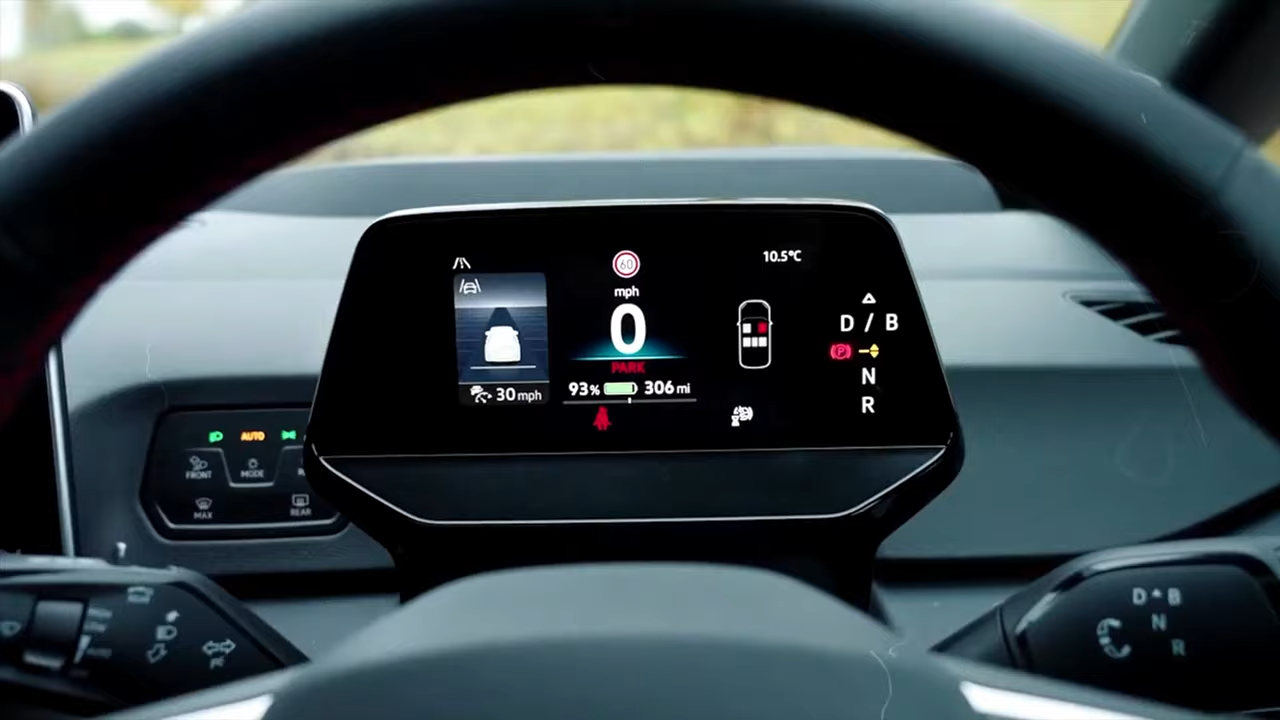 60
10.5°C
mph
0
D / B
P
PARK
N
93% 306 mi
30 mph
R
AUTO
FRONT
MODE
MAX
REAR
D B
N
R